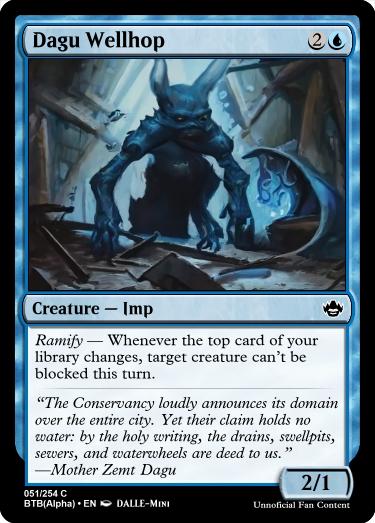 Dagu Wellhop 2
Creature — Imp
Ramify — Whenever the top card of your
library changes, target creature can't be
blocked this turn.
"The Conservancy loudly announces its domain
over the entire city. Yet their claim holds no
water: by the holy writing, the drains, swellpits,
sewers, and waterwheels are deed to us."
—Mother Zemt Dagu
2/1
051/254 C
BTB(Alpha) • EN DALLE-Mini
Unofficial Fan Content